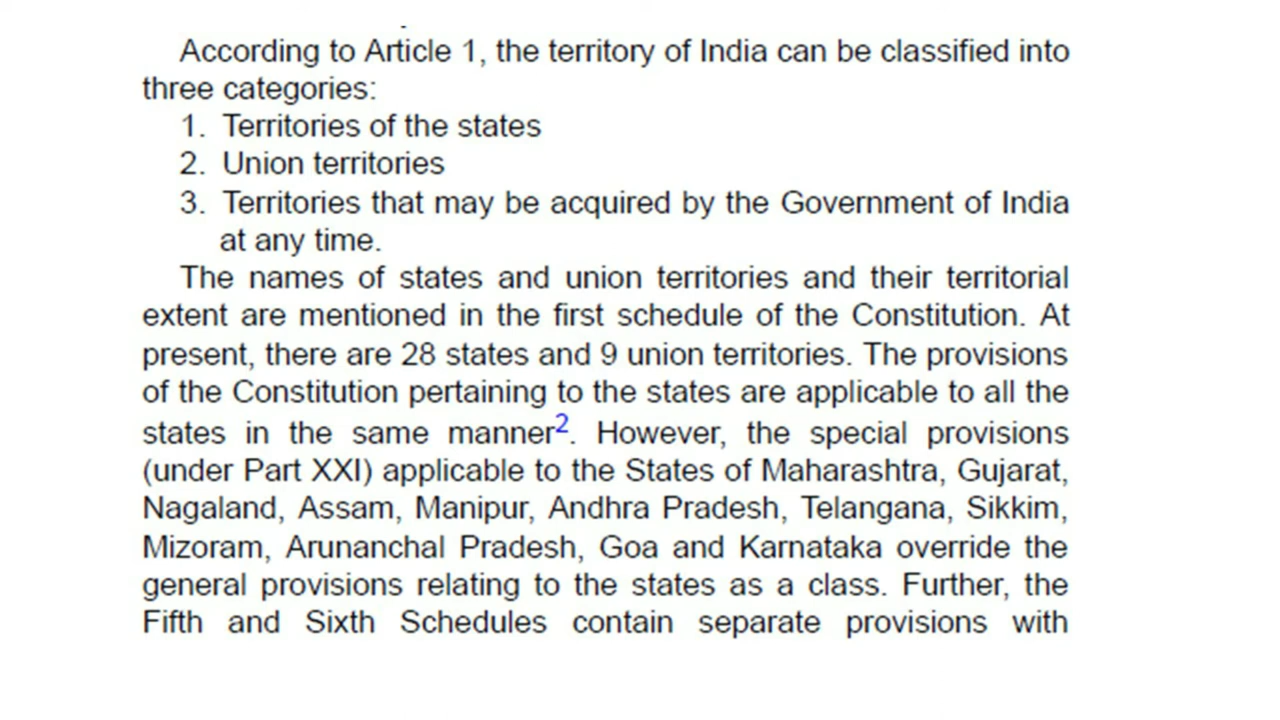 According to Article 1, the territory of India can be classified into
three categories:
1. Territories of the states
2. Union territories
3. Territories that may be acquired by the Government of India
at any time.
The names of states and union territories and their territorial
extent are mentioned in the first schedule of the Constitution. At
present, there are 28 states and 9 union territories. The provisions
of the Constitution pertaining to the states are applicable to all the
states in the same manner2. However, the special provisions
(under Part XXI) applicable to the States of Maharashtra, Gujarat,
Nagaland, Assam, Manipur, Andhra Pradesh, Telangana, Sikkim,
Mizoram, Arunanchal Pradesh, Goa and Karnataka override the
general provisions relating to the states as a class. Further, the
Fifth and Sixth Schedules contain separate provisions with